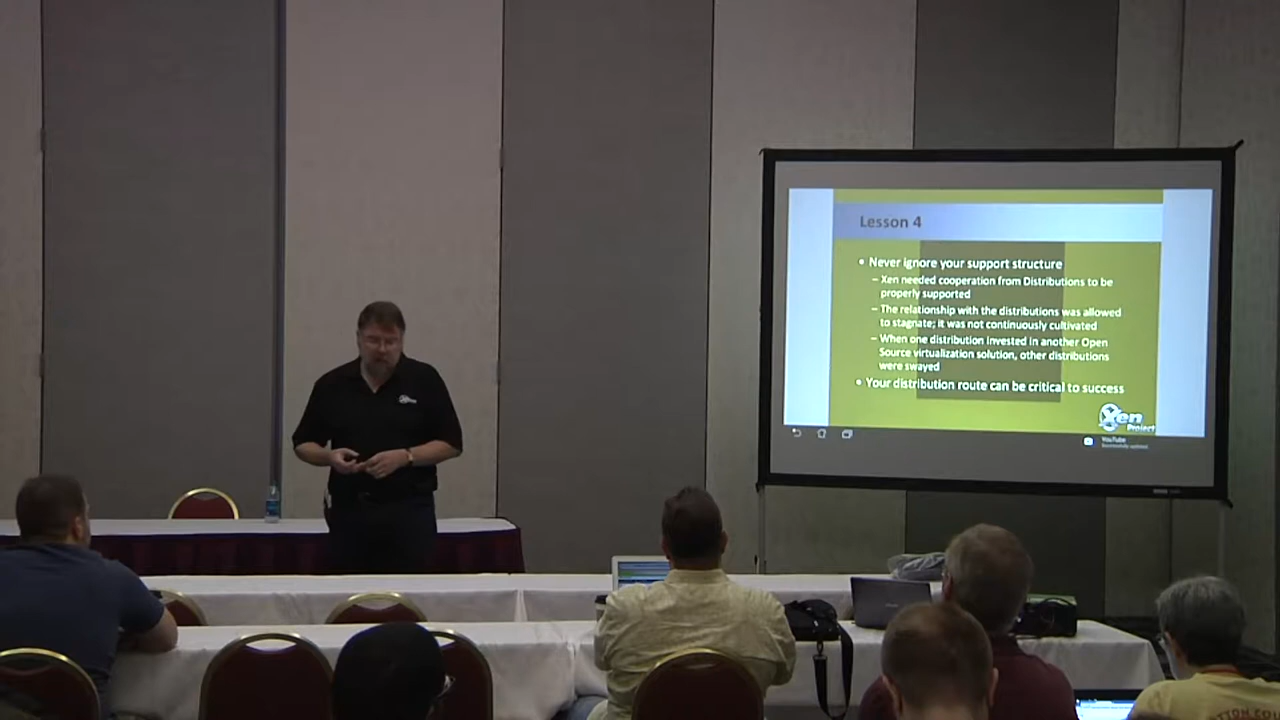 Lesson 4
• Never ignore your support structure
– Xen needed cooperation from Distributions to be
properly supported
– The relationship with the distributions was allowed
to stagnate; it was not continuously cultivated
– When one distribution invested in another Open
Source virtualization solution, other distributions
were swayed
• Your distribution route can be critical to success
Xen
Project
YouTube